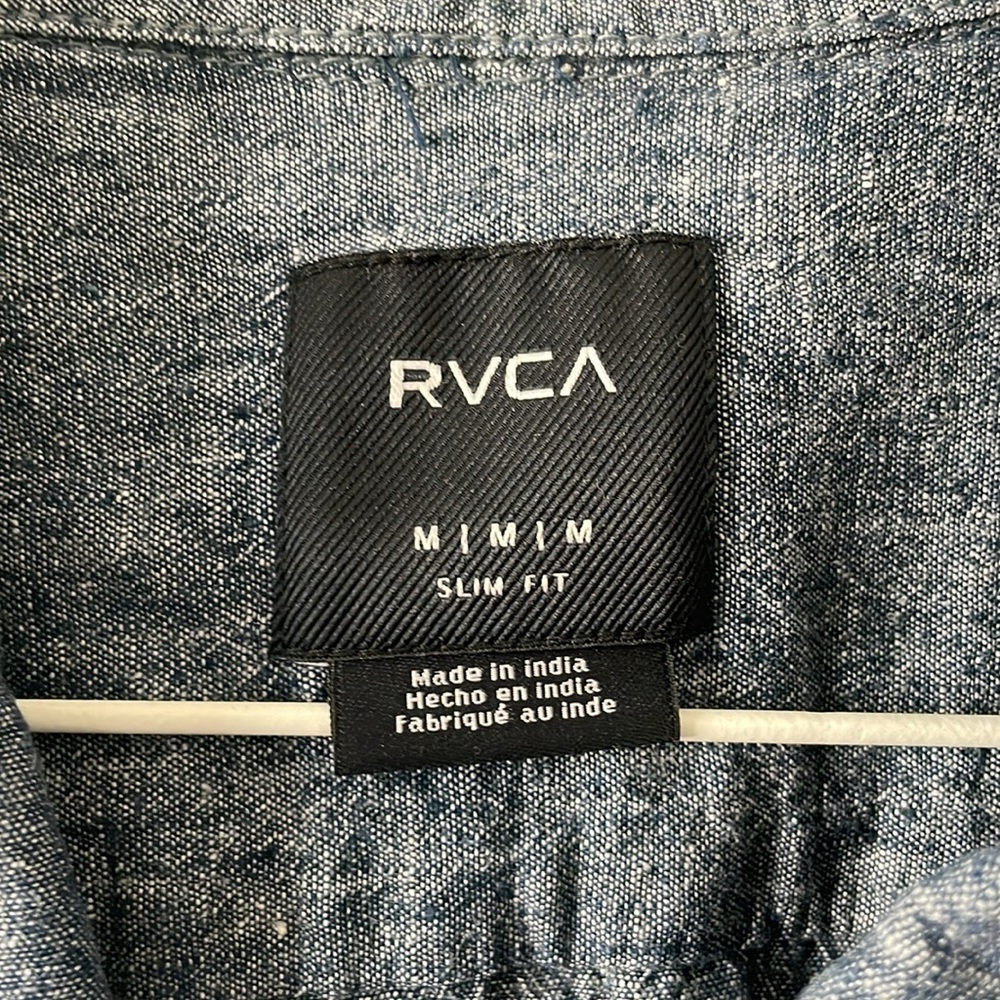 RVCA
M | M | M
SLIM FIT
Made in india
Hecho en india
Fabriqué au inde